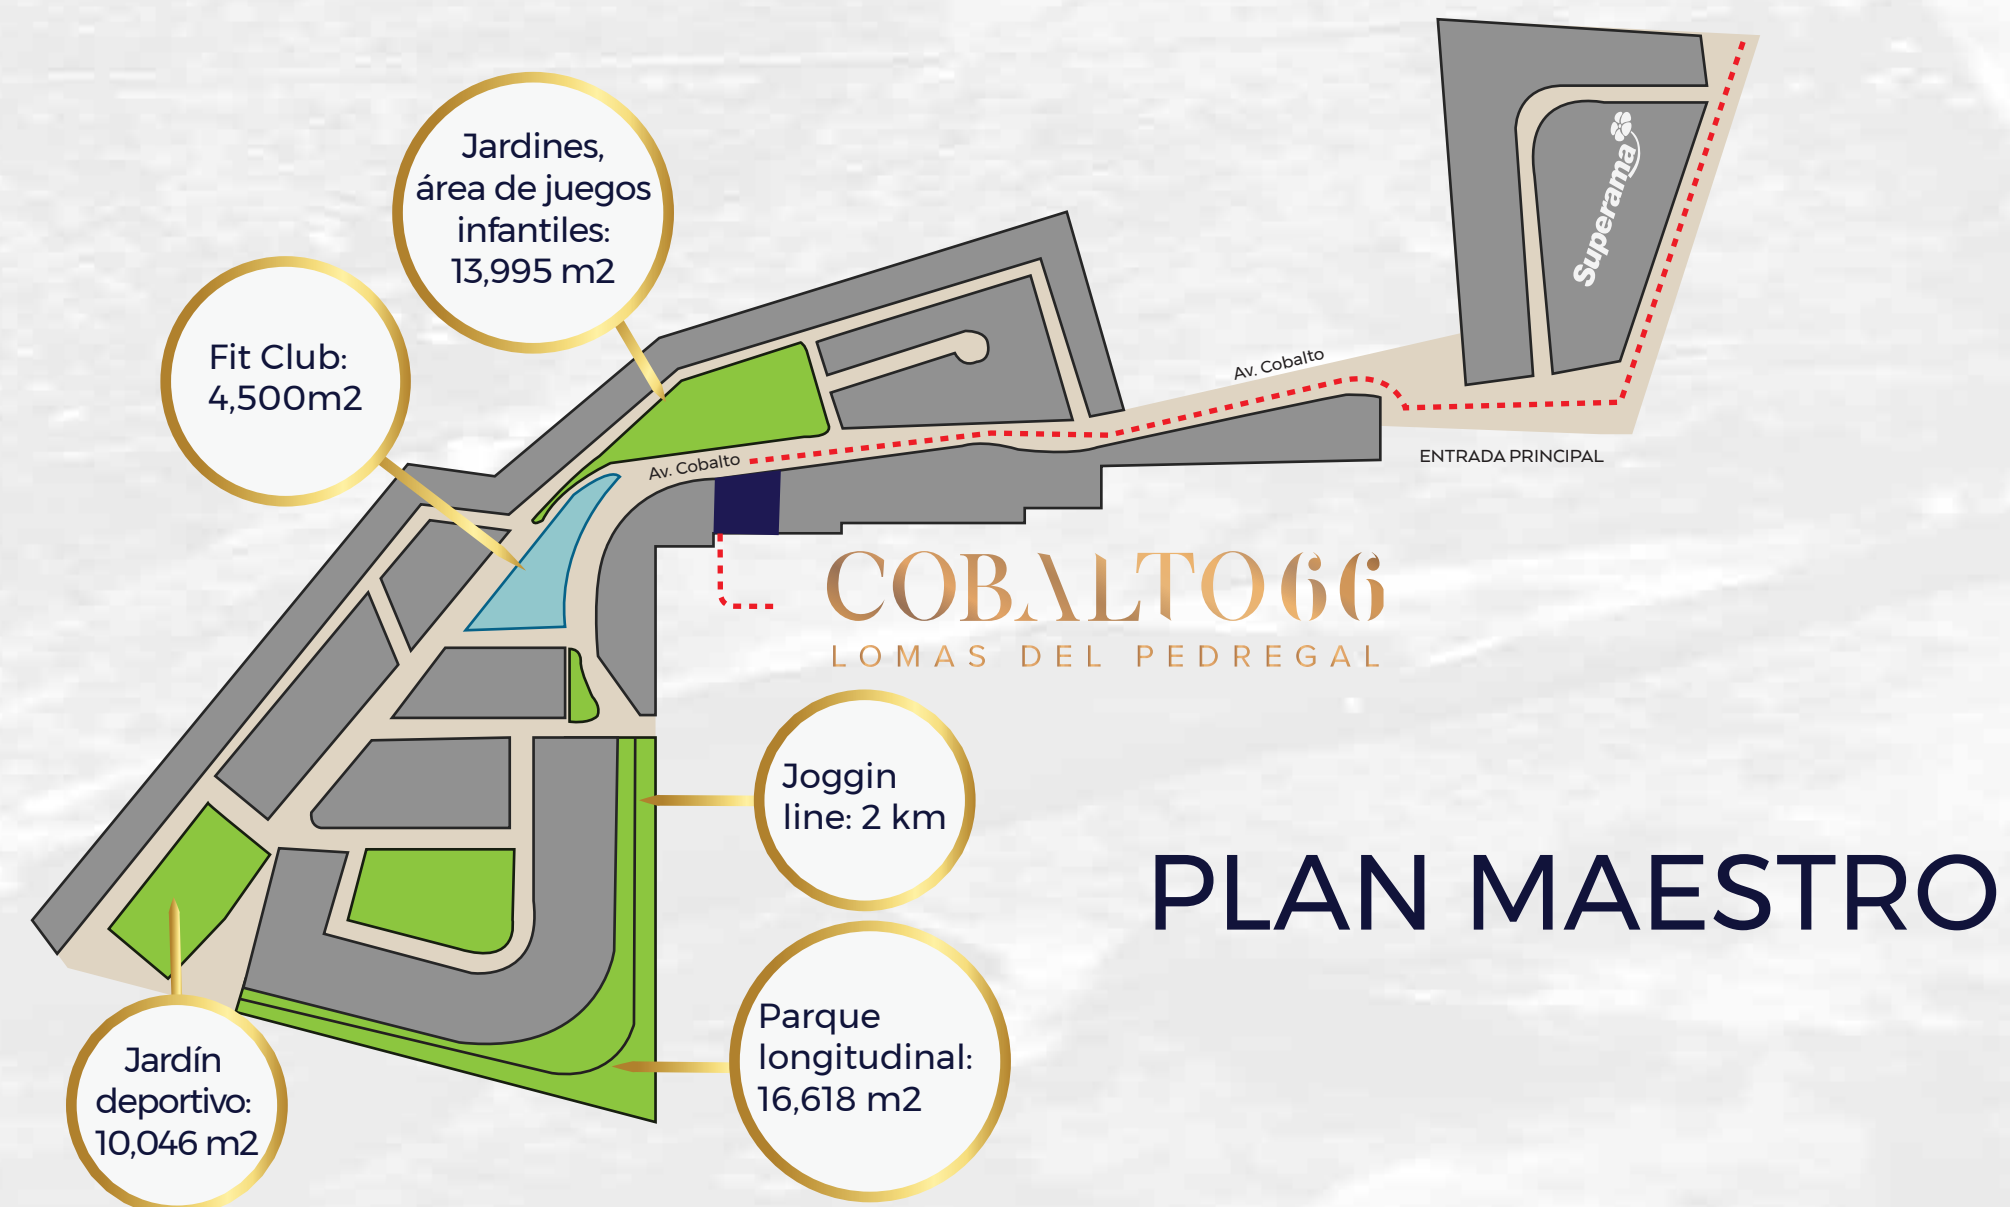 Jardines,
área de juegos
infantiles:
13,995 m2
Fit Club:
4,500m2
Superama
Av. Cobalto
Av. Cobalto
ENTRADA PRINCIPAL
COBALTO 66
LOMAS DEL PEDREGAL
Joggin
line: 2 km
PLAN MAESTRO
Parque
longitudinal:
16,618 m2
Jardín
deportivo:
10,046 m2